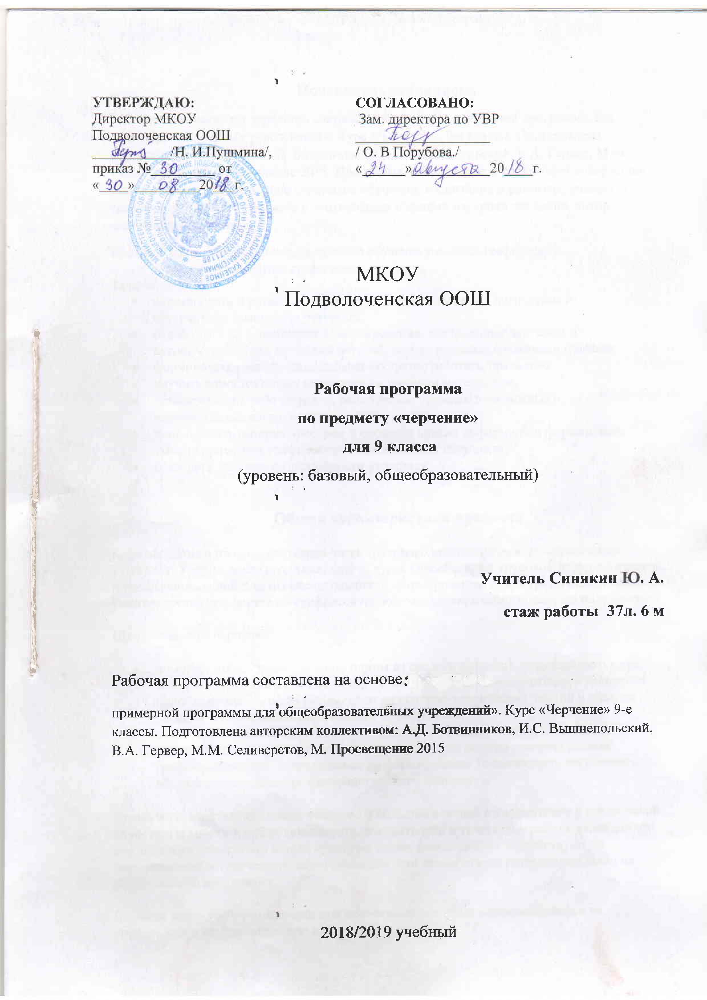 УТВЕРЖДАЮ:
Директор МКОУ
Подволоченская ООШ
/Н. И.Пушмина/,
приказ № 30 от
« 30 » 08 2018 г.
СОГЛАСОВАНО:
Зам. директора по УВР
/ О. В Порубова./
« 24 » августа 20 18 г.
МКОУ
Подволоченская ООШ
Рабочая программа
по предмету «черчение»
для 9 класса
(уровень: базовый, общеобразовательный)
Учитель Синякин Ю. А.
стаж работы 37л. 6 м
Рабочая программа составлена на основе:
примерной программы для общеобразовательных учреждений». Курс «Черчение» 9-е
классы. Подготовлена авторским коллективом: А.Д. Ботвинников, И.С. Вышнепольский,
В.А. Гервер, М.М. Селиверстов, М. Просвещение 2015
2018/2019 учебный